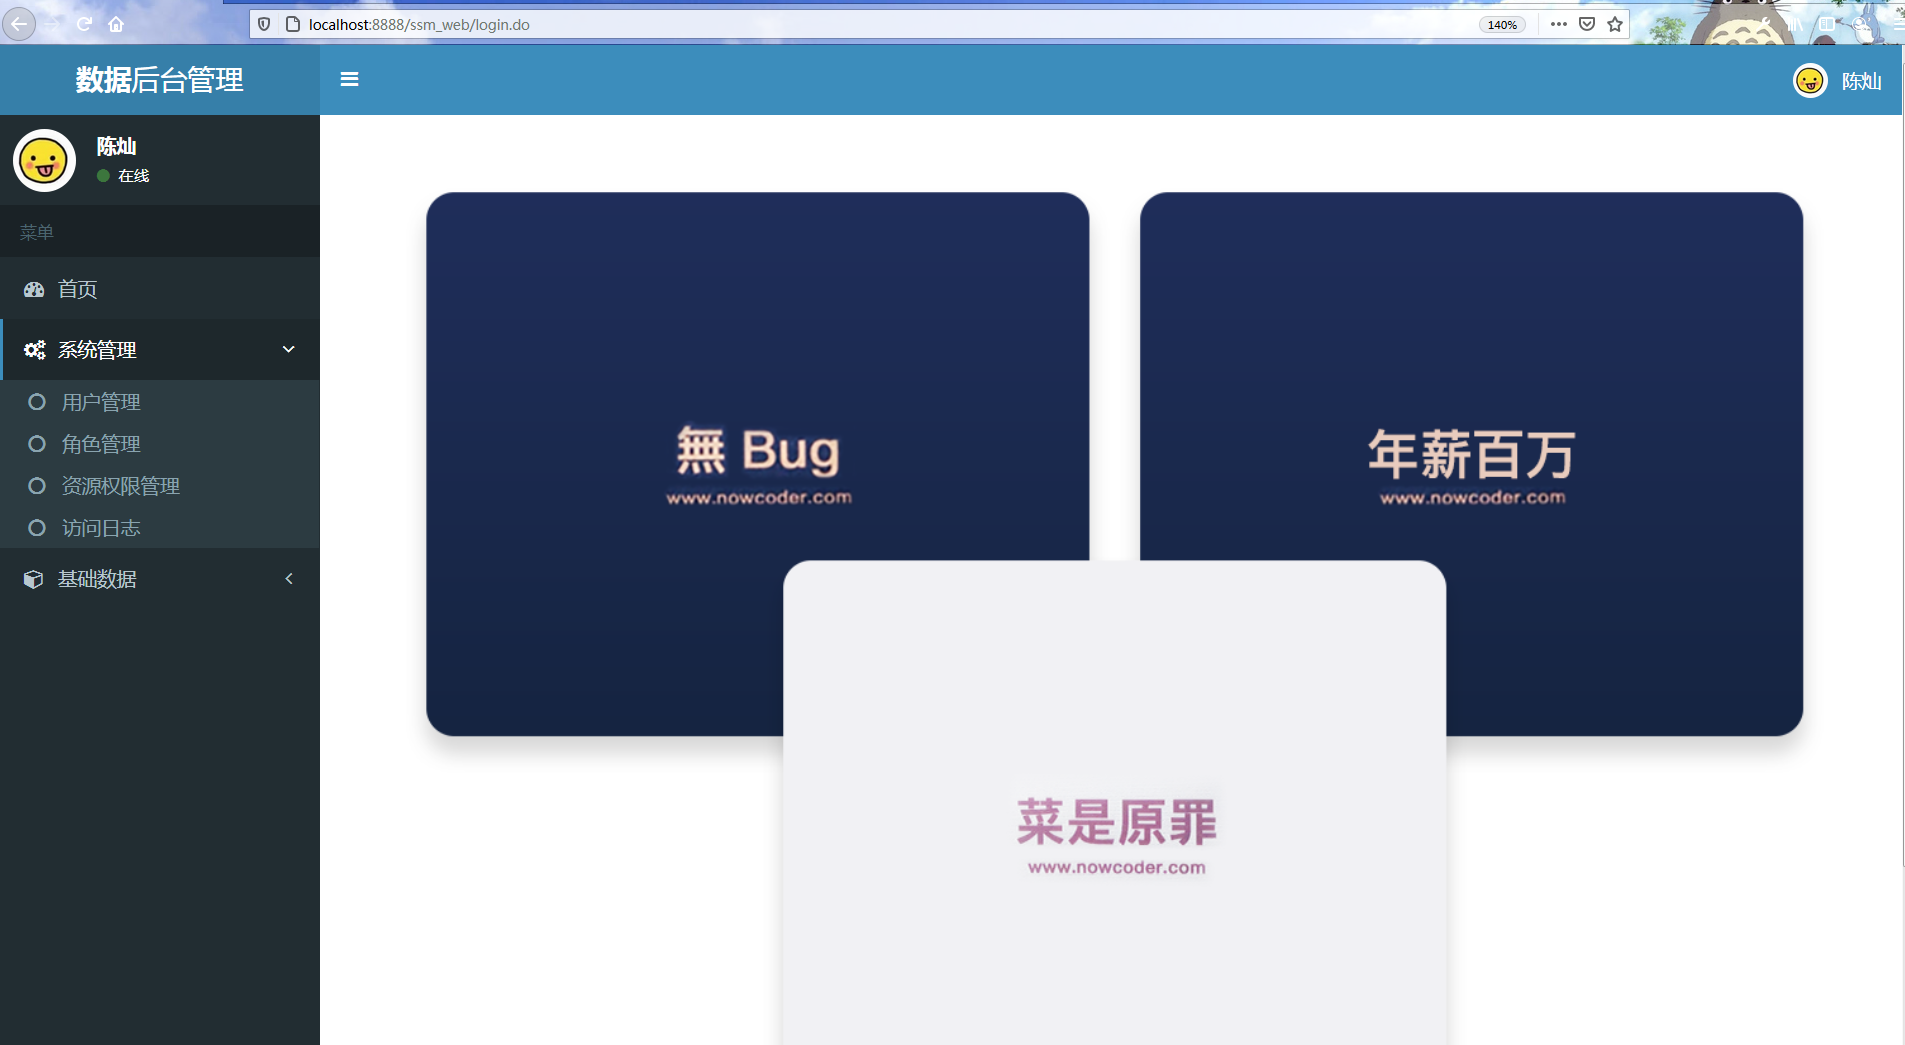 localhost:8888/ssm_web/login.do
140%
数据后台管理
陈灿
陈灿
在线
菜单
首页
系统管理
用户管理
角色管理
资源权限管理
访问日志
基础数据
無 Bug
www.nowcoder.com
年薪百万
www.nowcoder.com
菜是原罪
www.nowcoder.com